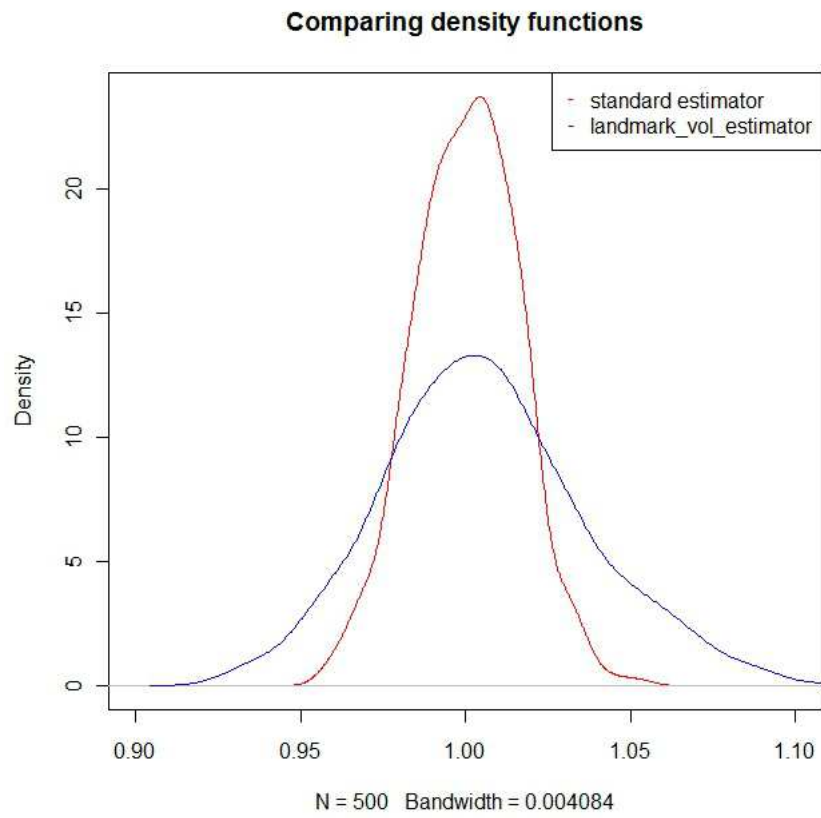 Comparing density functions
standard estimator
landmark_vol_estimator
20
15
10
5
0
Density
0.90 0.95 1.00 1.05 1.10
N = 500 Bandwidth = 0.004084